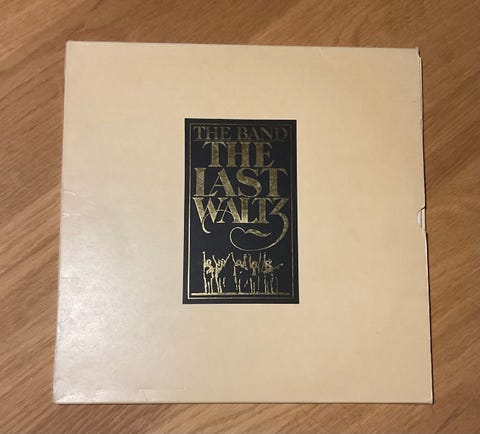 THE BAND
THE
LAST
WALTZ